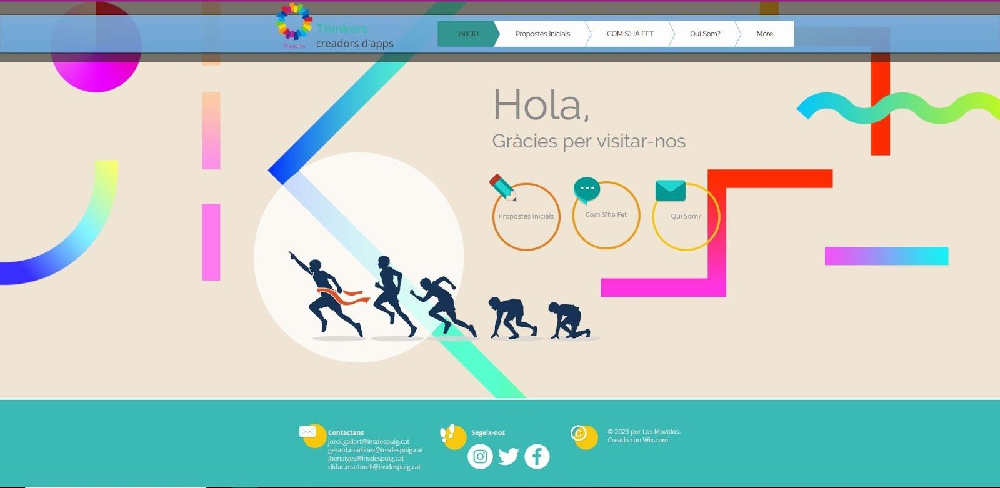 Thinkers
Thinkers
creadors d'apps
INICIO
Propostes Inicials
COM S'HA FET
Qui Som?
More
Hola,
Gràcies per visitar-nos
Propostes Inicials
Com S'ha Fet
Qui Som?
Contactans
jordi.gallart@insdespuig.cat
gerard.martinez@insdespuig.cat
jbenaiges@insdespuig.cat
didac.martorell@insdespuig.cat
Segeix-nos
© 2023 por Los Movidos.
Creado con Wix.com